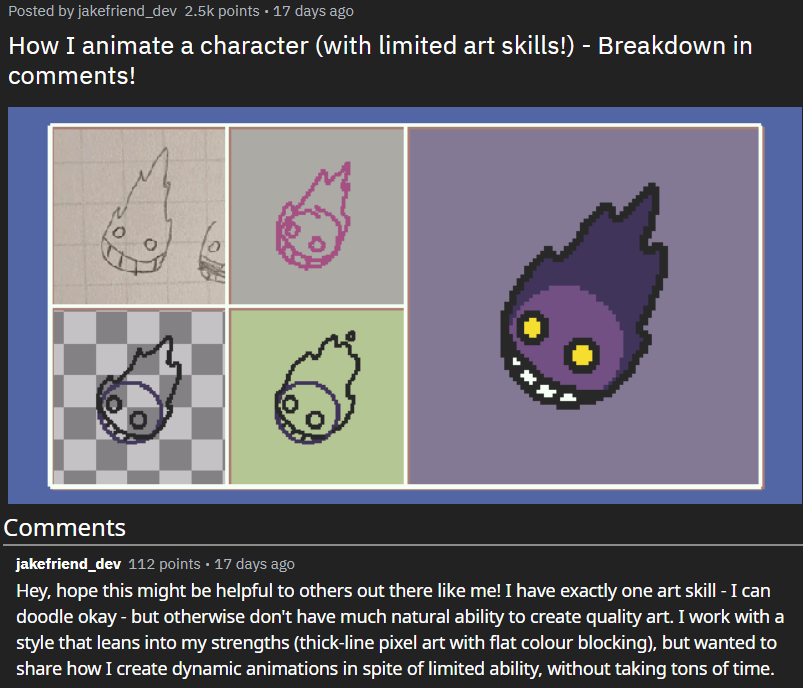 Posted by jakefriend_dev 2.5k points • 17 days ago
How I animate a character (with limited art skills!) - Breakdown in
comments!
Comments
jakefriend_dev 112 points • 17 days ago
Hey, hope this might be helpful to others out there like me! I have exactly one art skill - I can
doodle okay - but otherwise don't have much natural ability to create quality art. I work with a
style that leans into my strengths (thick-line pixel art with flat colour blocking), but wanted to
share how I create dynamic animations in spite of limited ability, without taking tons of time.